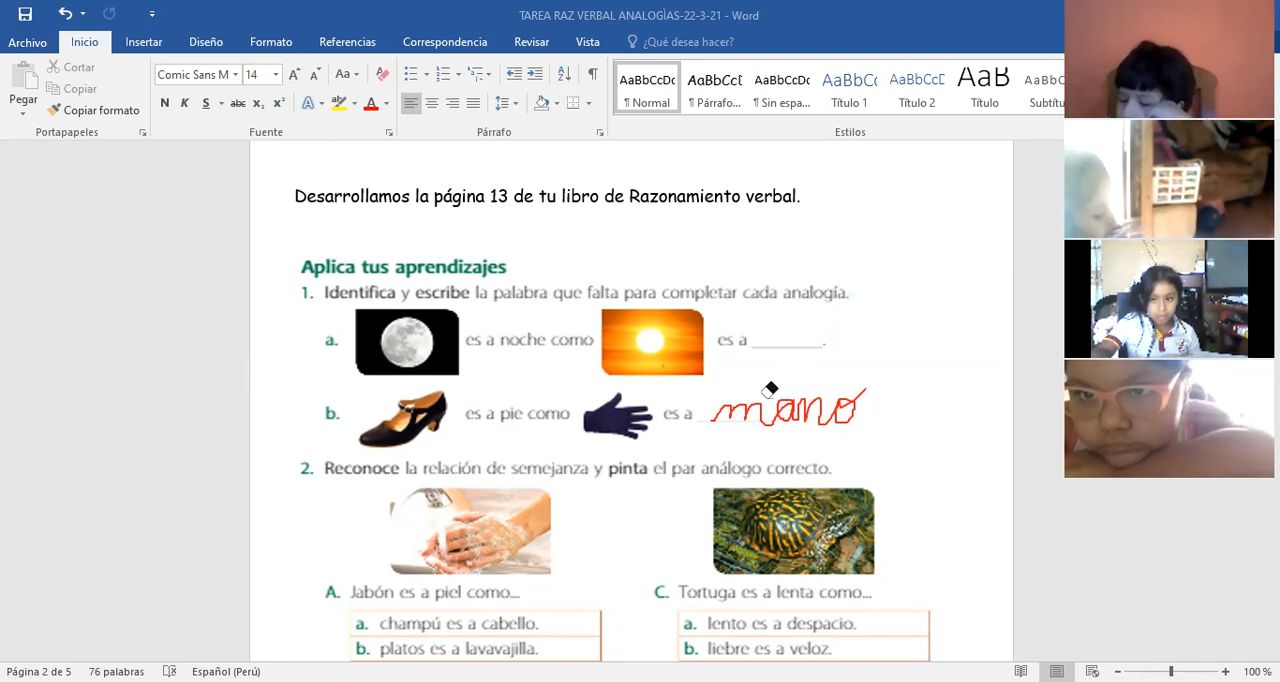 TAREA RAZ VERBAL ANALOGÌAS-22-3-21 - Word
Archivo Inicio Insertar Diseño Formato Referencias Correspondencia Revisar Vista ¿Qué desea hacer?
Pegar
Cortar
Copiar
Copiar formato
Portapapeles
Comic Sans M 14
N K S abc x₂ x²
Fuente
Párrafo
AaBbCcDc AaBbCcI AaBbCcDc AaBbCc AaBbCcD AaB AaBbC
¶ Normal ¶ Párrafo... ¶ Sin espa... Título 1 Título 2 Título Subtítu
Estilos
Desarrollamos la página 13 de tu libro de Razonamiento verbal.
Aplica tus aprendizajes
1. Identifica y escribe la palabra que falta para completar cada analogía.
a. es a noche como es a ________.
b. es a pie como es a mano
2. Reconoce la relación de semejanza y pinta el par análogo correcto.
A. Jabón es a piel como...
a. champú es a cabello.
b. platos es a lavavajilla.
C. Tortuga es a lenta como...
a. lento es a despacio.
b. liebre es a veloz.
Página 2 de 5 76 palabras Español (Perú) 100 %